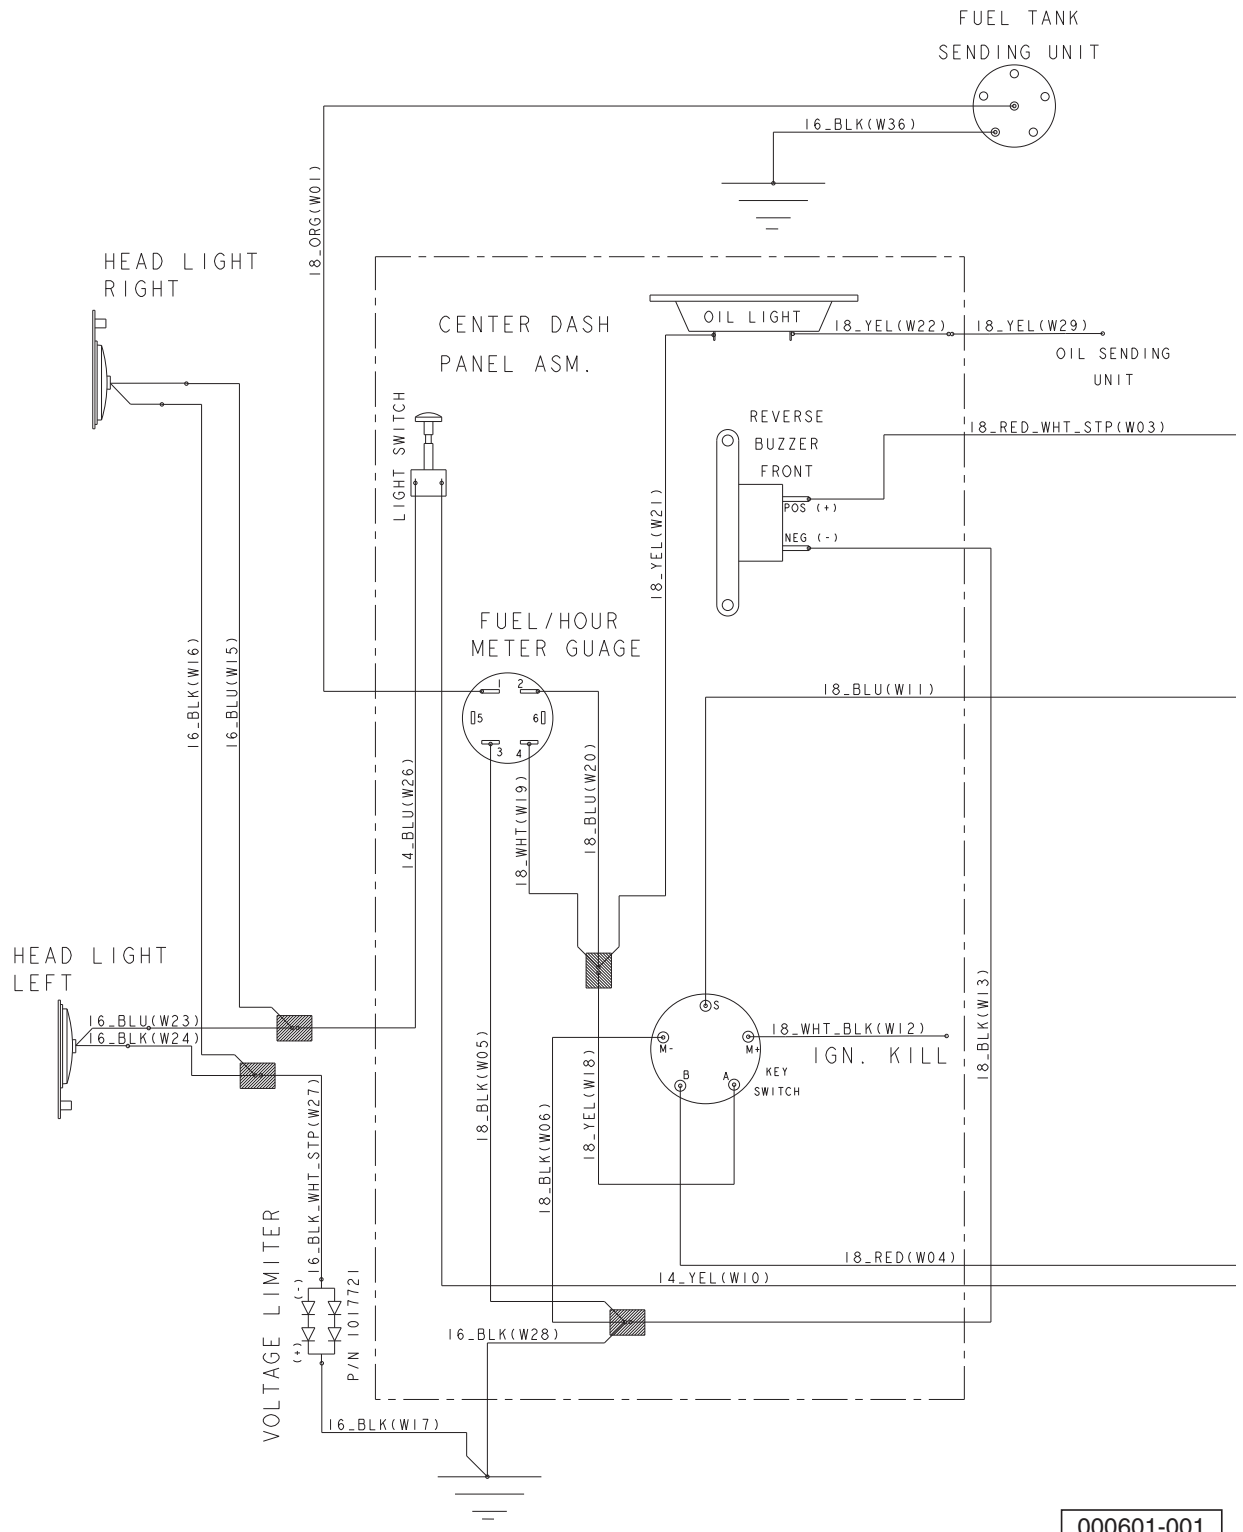 FUEL TANK
SENDING UNIT
16_BLK(W36)
18_ORG(W01)
HEAD LIGHT
RIGHT
CENTER DASH
PANEL ASM.
OIL LIGHT
18_YEL(W22)
18_YEL(W29)
OIL SENDING
UNIT
LIGHT SWITCH
REVERSE
BUZZER
FRONT
18_RED_WHT_STP(W03)
POS (+)
NEG (-)
18_YEL(W21)
FUEL/HOUR
METER GUAGE
16_BLK(W16)
16_BLU(W15)
1
2
5
6
3
4
18_BLU(W11)
14_BLU(W26)
18_WHT(W19)
18_BLU(W20)
HEAD LIGHT
LEFT
16_BLU(W23)
16_BLK(W24)
S
M-
M+
B
A
KEY
SWITCH
18_WHT_BLK(W12)
IGN. KILL
18_BLK(W13)
18_BLK(W05)
18_BLK(W06)
18_YEL(W18)
16_BLK_WHT_STP(W27)
18_RED(W04)
14_YEL(W10)
VOLTAGE LIMITER
(-)
(+)
P/N 1017721
16_BLK(W28)
16_BLK(W17)
000601-001